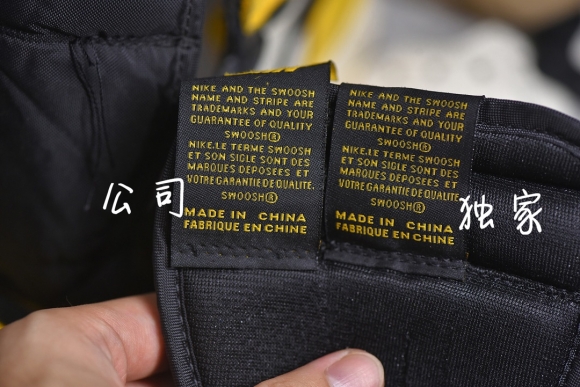 NIKE AND THE SWOOSH
NAME AND STRIPE ARE
TRADEMARKS AND YOUR
GUARANTEE OF QUALITY
SWOOSH®
NIKE.LE TERME SWOOSH
ET SON SIGLE SONT DES
MARQUES DEPOSEES ET
VOTRE GARANTIE DE QUALITE.
SWOOSH®
MADE IN CHINA
FABRIQUE EN CHINE
NIKE AND THE SWOOSH
NAME AND STRIPE ARE
TRADEMARKS AND YOUR
GUARANTEE OF QUALITY
SWOOSH®
NIKE.LE TERME SWOOSH
ET SON SIGLE SONT DES
MARQUES DEPOSEES ET
VOTRE GARANTIE DE QUALITE.
SWOOSH®
MADE IN CHINA
FABRIQUE EN CHINE
公司 独家